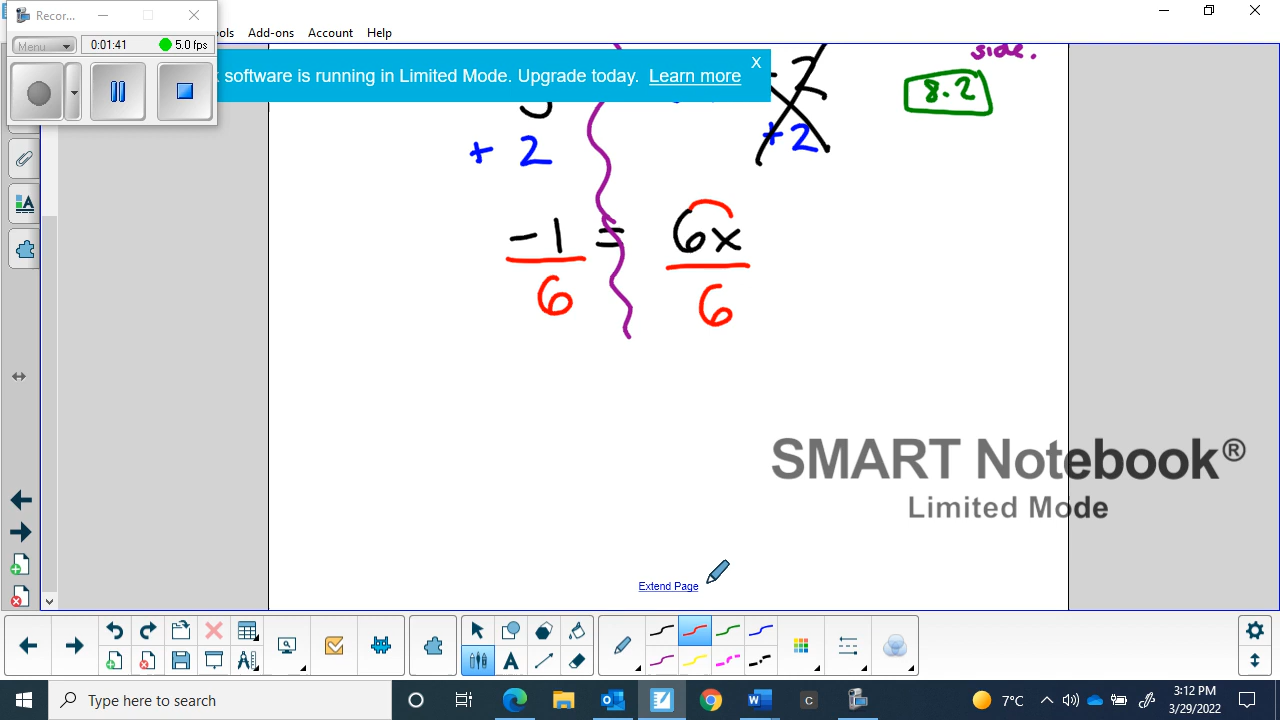 Recor...
Menu
0:01:41
5.0 fps
ols Add-ons Account Help
software is running in Limited Mode. Upgrade today. Learn more X
side.
8.2
+ 2
+ 2
-1 = 6x
6 6
SMART Notebook®
Limited Mode
Extend Page
A
Type here to search
7°C
3:12 PM
3/29/2022